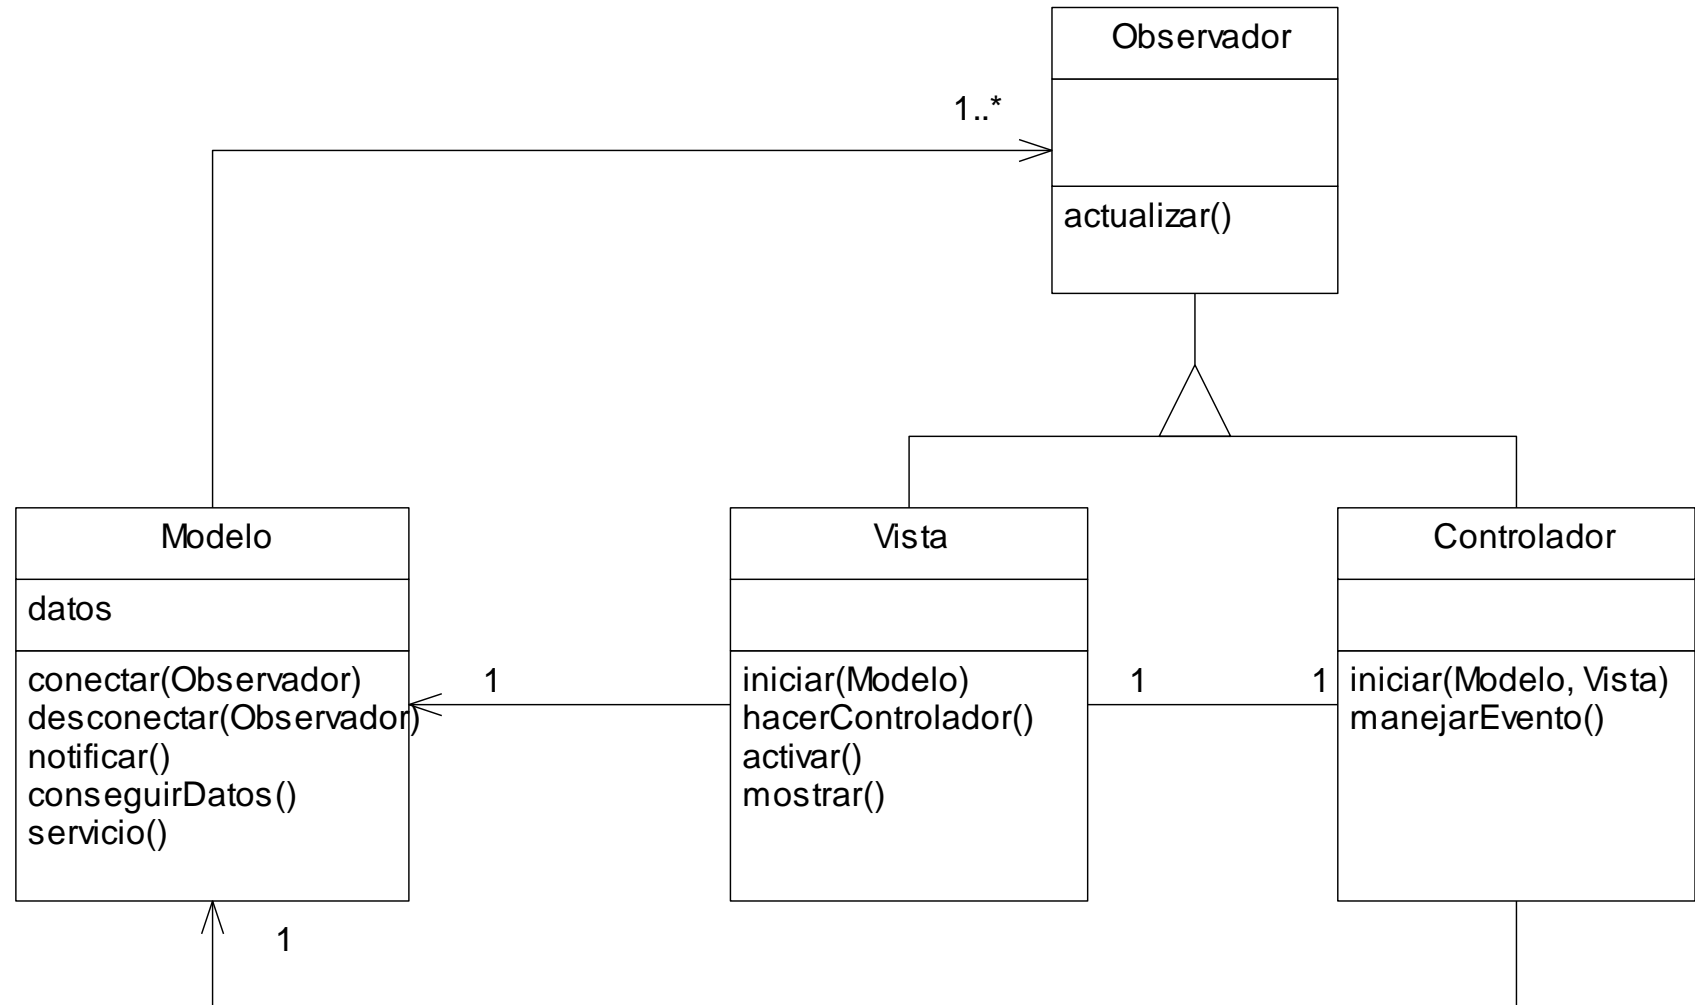 Observador
1..*
actualizar()
Modelo
datos
conectar(Observador)
desconectar(Observador)
notificar()
conseguirDatos()
servicio()
1
1
Vista
iniciar(Modelo)
hacerControlador()
activar()
mostrar()
1
1
Controlador
iniciar(Modelo, Vista)
manejarEvento()